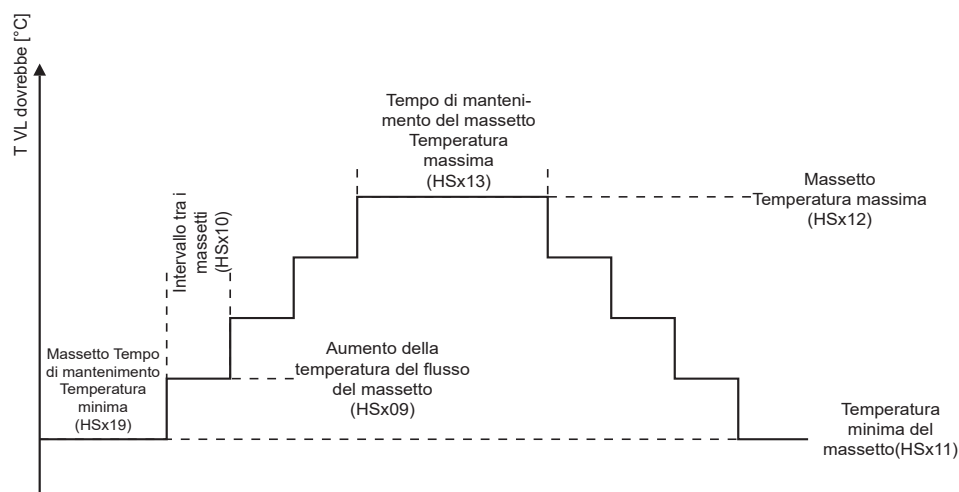 T VL dovrebbe [°C]
Tempo di manteni-
mento del massetto
Temperatura
massima
(HSx13)
Massetto
Temperatura massima
(HSx12)
Intervallo tra i
massetti
(HSx10)
Massetto Tempo
di mantenimento
Temperatura
minima
(HSx19)
Aumento della
temperatura del flusso
del massetto
(HSx09)
Temperatura
minima del
massetto(HSx11)